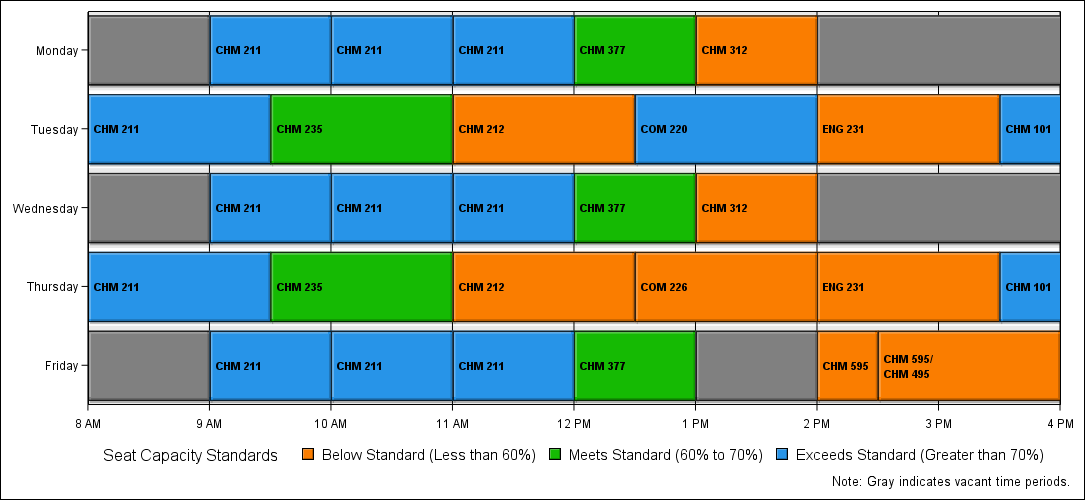 Monday
CHM 211
CHM 211
CHM 211
CHM 377
CHM 312
Tuesday
CHM 211
CHM 235
CHM 212
COM 220
ENG 231
CHM 101
Wednesday
CHM 211
CHM 211
CHM 211
CHM 377
CHM 312
Thursday
CHM 211
CHM 235
CHM 212
COM 226
ENG 231
CHM 101
Friday
CHM 211
CHM 211
CHM 211
CHM 377
CHM 595
CHM 595/
CHM 495
8 AM 9 AM 10 AM 11 AM 12 PM 1 PM 2 PM 3 PM 4 PM
Seat Capacity Standards Below Standard (Less than 60%) Meets Standard (60% to 70%) Exceeds Standard (Greater than 70%)
Note: Gray indicates vacant time periods.